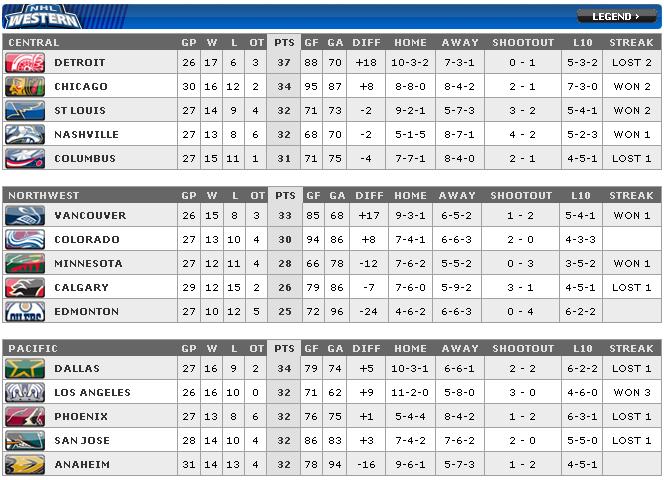 NHL
WESTERN
LEGEND ›
CENTRAL GP W L OT PTS GF GA DIFF HOME AWAY SHOOTOUT L10 STREAK
DETROIT 26 17 6 3 37 88 70 +18 10-3-2 7-3-1 0 - 1 5-3-2 LOST 2
CHICAGO 30 16 12 2 34 95 87 +8 8-8-0 8-4-2 2 - 1 7-3-0 WON 2
ST LOUIS 27 14 9 4 32 71 73 -2 9-2-1 5-7-3 3 - 2 5-4-1 WON 2
NASHVILLE 27 13 8 6 32 68 70 -2 5-1-5 8-7-1 4 - 2 5-2-3 WON 1
COLUMBUS 27 15 11 1 31 71 75 -4 7-7-1 8-4-0 2 - 1 4-5-1 LOST 1
NORTHWEST GP W L OT PTS GF GA DIFF HOME AWAY SHOOTOUT L10 STREAK
VANCOUVER 26 15 8 3 33 85 68 +17 9-3-1 6-5-2 1 - 2 5-4-1 WON 1
COLORADO 27 13 10 4 30 94 86 +8 7-4-1 6-6-3 2 - 0 4-3-3
MINNESOTA 27 12 11 4 28 66 78 -12 7-6-2 5-5-2 0 - 3 3-5-2 WON 1
CALGARY 29 12 15 2 26 79 86 -7 7-6-0 5-9-2 3 - 1 4-5-1 LOST 1
EDMONTON 27 10 12 5 25 72 96 -24 4-6-2 6-6-3 0 - 4 6-2-2
PACIFIC GP W L OT PTS GF GA DIFF HOME AWAY SHOOTOUT L10 STREAK
DALLAS 27 16 9 2 34 79 74 +5 10-3-1 6-6-1 2 - 2 6-2-2 LOST 1
LOS ANGELES 26 16 10 0 32 71 62 +9 11-2-0 5-8-0 3 - 0 4-6-0 WON 3
PHOENIX 27 13 8 6 32 76 75 +1 5-4-4 8-4-2 1 - 2 6-3-1 LOST 1
SAN JOSE 28 14 10 4 32 86 83 +3 7-4-2 7-6-2 2 - 0 5-5-0 LOST 1
ANAHEIM 31 14 13 4 32 78 94 -16 9-6-1 5-7-3 1 - 2 4-5-1